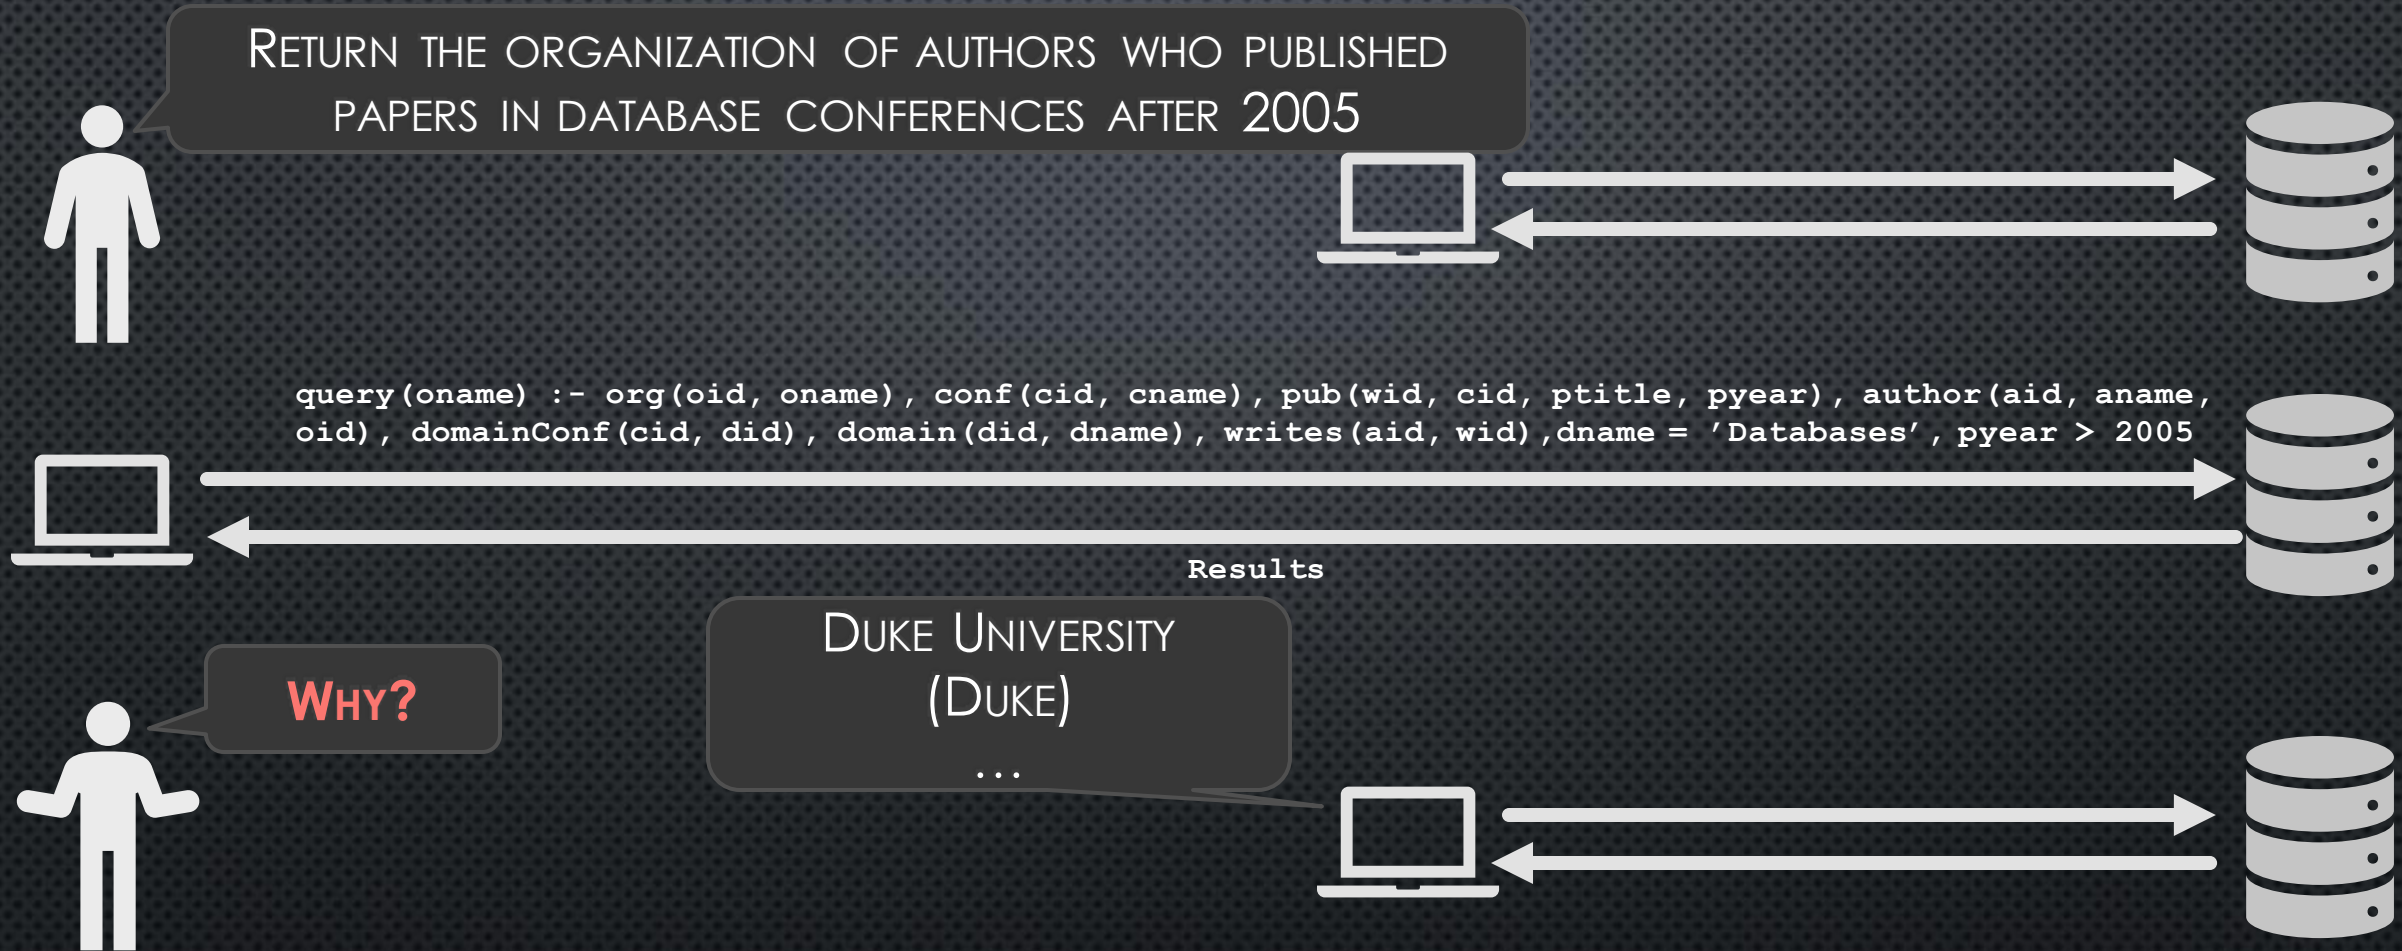 RETURN THE ORGANIZATION OF AUTHORS WHO PUBLISHED
PAPERS IN DATABASE CONFERENCES AFTER 2005
query(oname) :- org(oid, oname), conf(cid, cname), pub(wid, cid, ptitle, pyear), author(aid, aname,
oid), domainConf(cid, did), domain(did, dname), writes(aid, wid),dname = ’Databases’, pyear > 2005
Results
DUKE UNIVERSITY
(DUKE)
...
WHY?